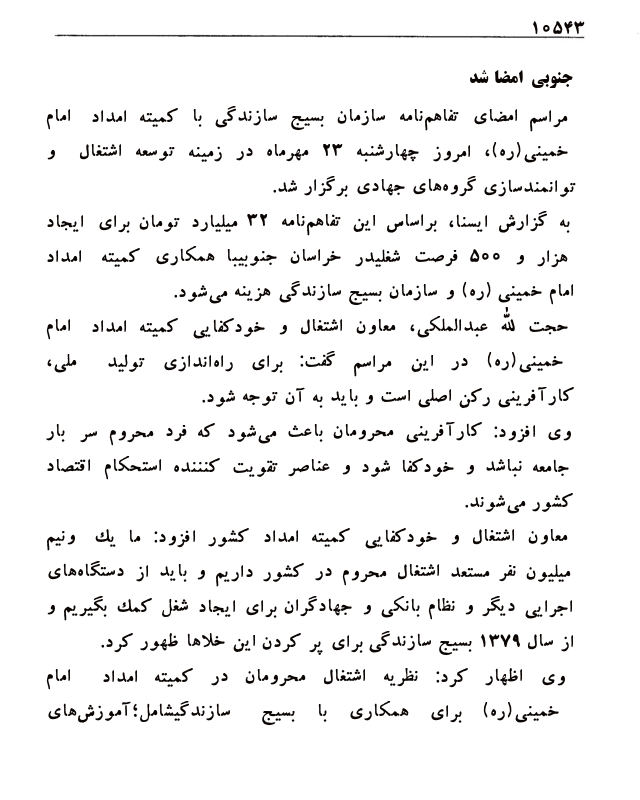 ۱۰۵۴۳
جنوبی امضا شد
مراسم امضای تفاهم‌نامه سازمان بسیج سازندگی با کمیته امداد امام
خمینی(ره)، امروز چهارشنبه ۲۳ مهرماه در زمینه توسعه اشتغال و
توانمندسازی گروه‌های جهادی برگزار شد.
به گزارش ایسنا، براساس این تفاهم‌نامه ۳۲ میلیارد تومان برای ایجاد
هزار و ۵۰۰ فرصت شغلیدر خراسان جنوبیبا همکاری کمیته امداد
امام خمینی (ره) و سازمان بسیج سازندگی هزینه می‌شود.
حجت لله عبدالملکی، معاون اشتغال و خودکفایی کمیته امداد امام
خمینی(ره) در این مراسم گفت: برای راه‌اندازی تولید ملی،
کارآفرینی رکن اصلی است و باید به آن توجه شود.
وی افزود: کارآفرینی محرومان باعث می‌شود که فرد محروم سر بار
جامعه نباشد و خودکفا شود و عناصر تقویت کنننده استحکام اقتصاد
کشور می‌شوند.
معاون اشتغال و خودکفایی کمیته امداد کشور افزود: ما یك ونیم
میلیون نفر مستعد اشتغال محروم در کشور داریم و باید از دستگاه‌های
اجرایی دیگر و نظام بانکی و جهادگران برای ایجاد شغل کمك بگیریم و
از سال ۱۳۷۹ بسیج سازندگی برای پر کردن این خلاها ظهور کرد.
وی اظهار کرد: نظریه اشتغال محرومان در کمیته امداد امام
خمینی(ره) برای همکاری با بسیج سازندگیشامل؛آموزش‌های